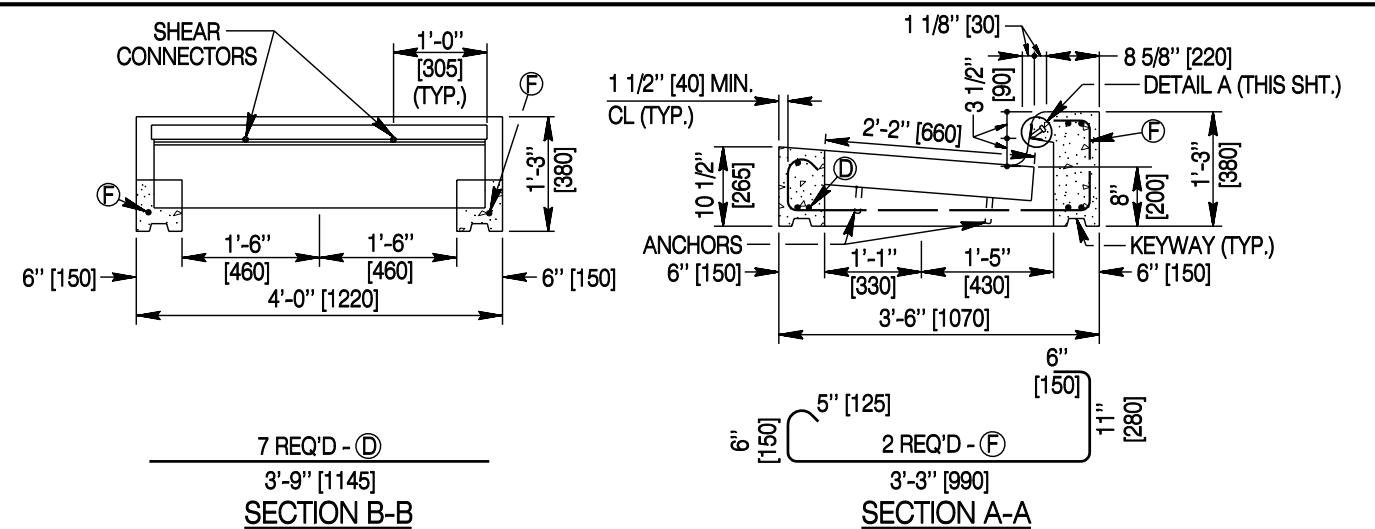 SHEAR
CONNECTORS
1'-0"
[305]
(TYP.)
F
F
1'-3"
[380]
1'-6"
[460]
1'-6"
[460]
6" [150]
6" [150]
4'-0" [1220]
7 REQ'D - D
3'-9" [1145]
SECTION B-B
1 1/8" [30]
8 5/8" [220]
1 1/2" [40] MIN.
CL (TYP.)
3 1/2"
[90]
DETAIL A (THIS SHT.)
2'-2" [660]
F
D
10 1/2"
[265]
8"
[200]
1'-3"
[380]
ANCHORS
KEYWAY (TYP.)
6" [150]
1'-1"
[330]
1'-5"
[430]
6" [150]
3'-6" [1070]
6"
[150]
5" [125]
6"
[150]
11"
[280]
2 REQ'D - F
3'-3" [990]
SECTION A-A